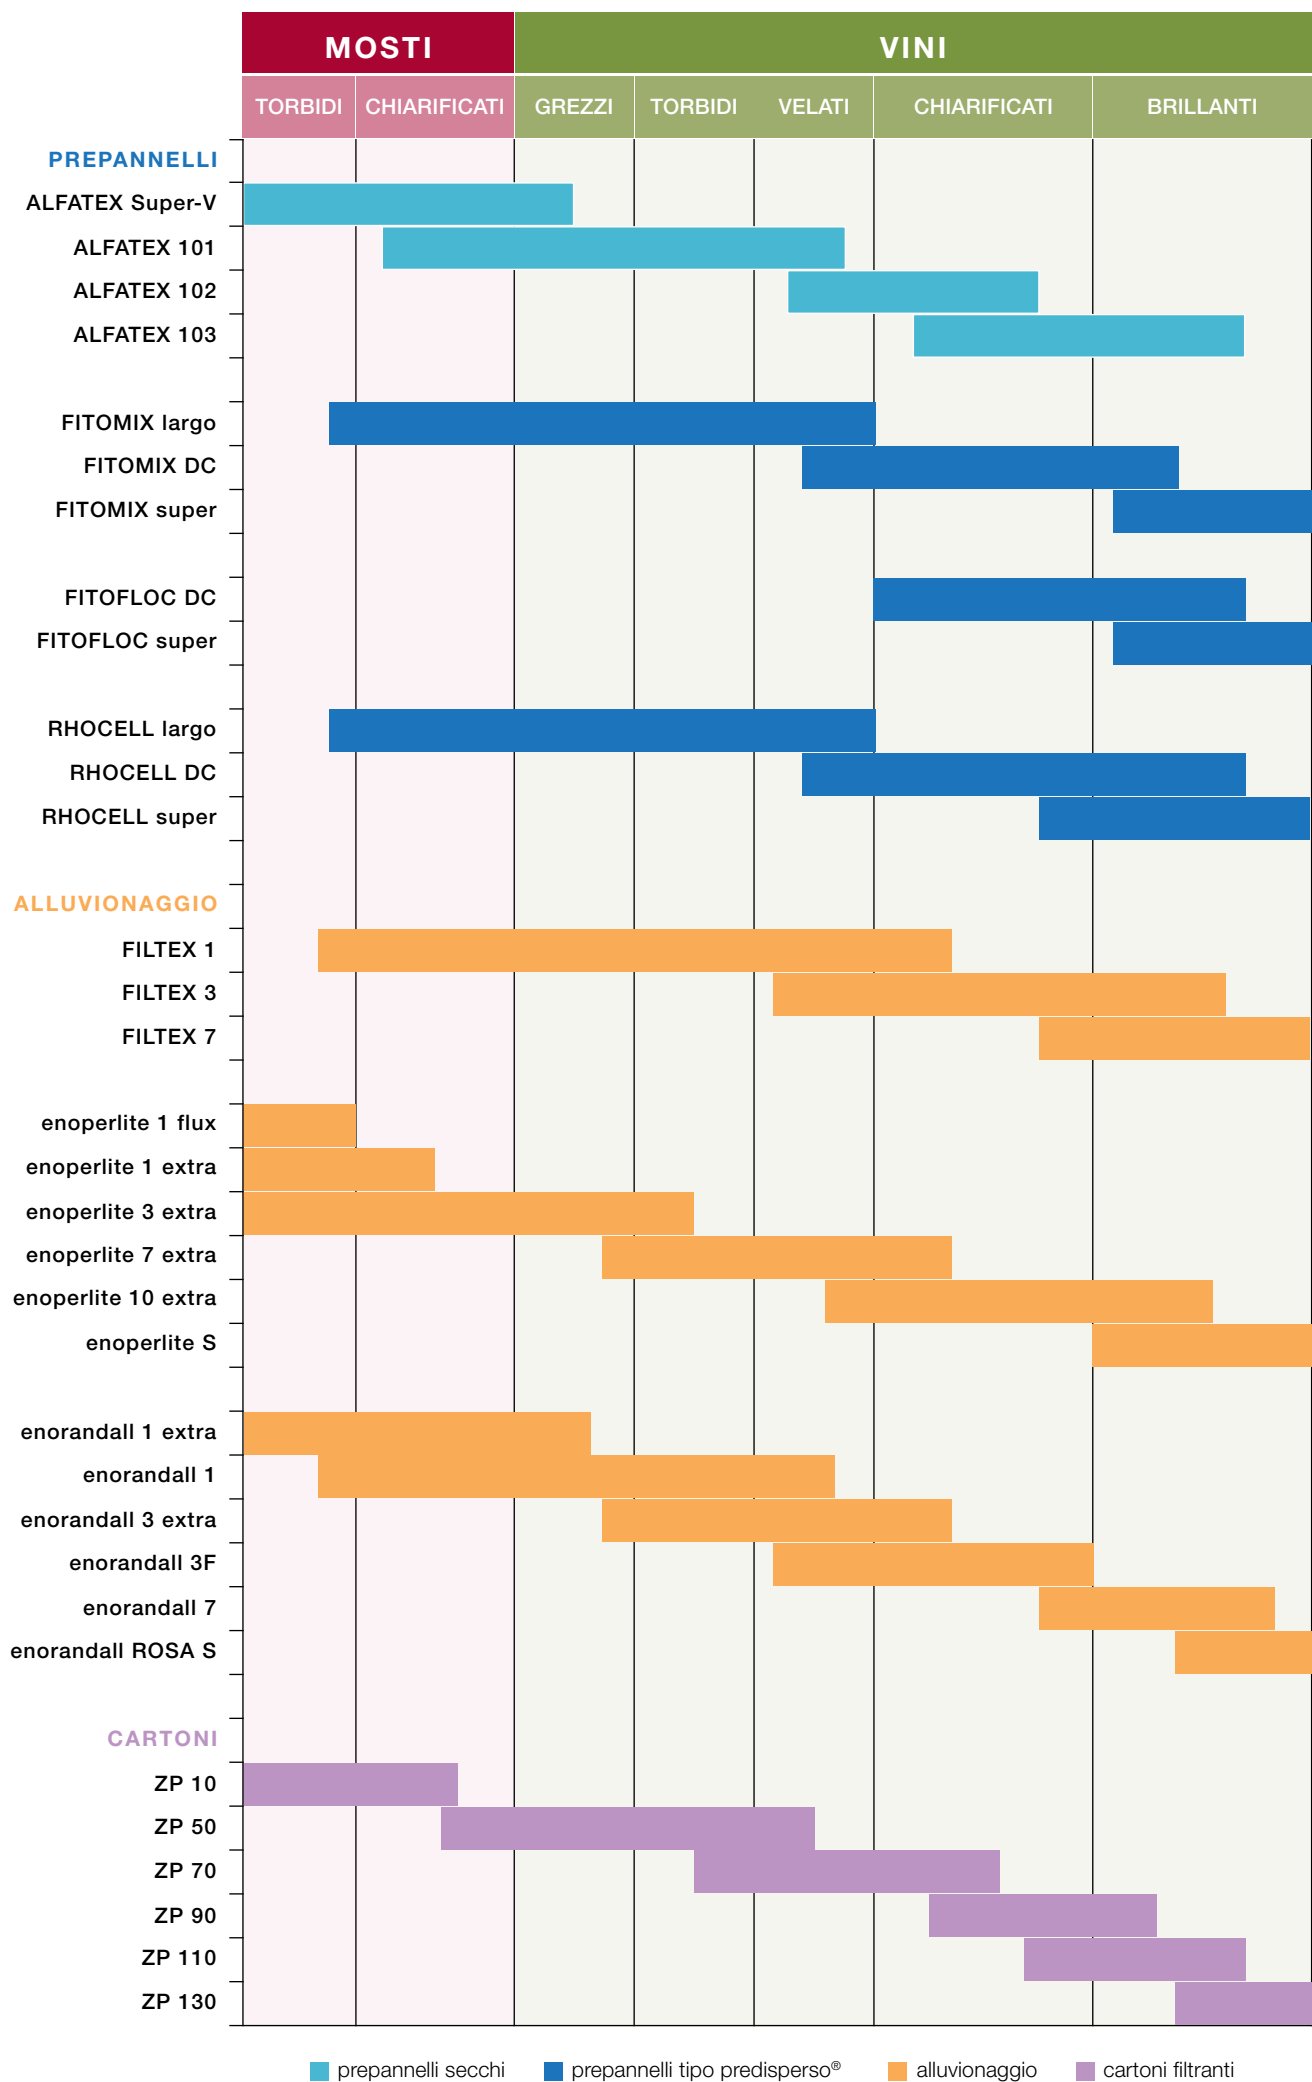 MOSTI VINI
TORBIDI CHIARIFICATI GREZZI TORBIDI VELATI CHIARIFICATI BRILLANTI
PREPANNELLI
ALFATEX Super-V
ALFATEX 101
ALFATEX 102
ALFATEX 103
FITOMIX largo
FITOMIX DC
FITOMIX super
FITOFLOC DC
FITOFLOC super
RHOCELL largo
RHOCELL DC
RHOCELL super
ALLUVIONAGGIO
FILTEX 1
FILTEX 3
FILTEX 7
enoperlite 1 flux
enoperlite 1 extra
enoperlite 3 extra
enoperlite 7 extra
enoperlite 10 extra
enoperlite S
enorandall 1 extra
enorandall 1
enorandall 3 extra
enorandall 3F
enorandall 7
enorandall ROSA S
CARTONI
ZP 10
ZP 50
ZP 70
ZP 90
ZP 110
ZP 130
prepannelli secchi prepannelli tipo predisperso® alluvionaggio cartoni filtranti